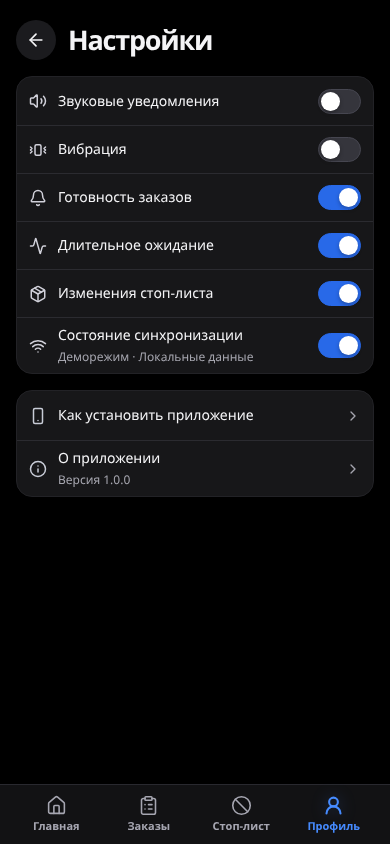 Настройки
Звуковые уведомления
Вибрация
Готовность заказов
Длительное ожидание
Изменения стоп-листа
Состояние синхронизации
Деморежим · Локальные данные
Как установить приложение
О приложении
Версия 1.0.0
Главная
Заказы
Стоп-лист
Профиль